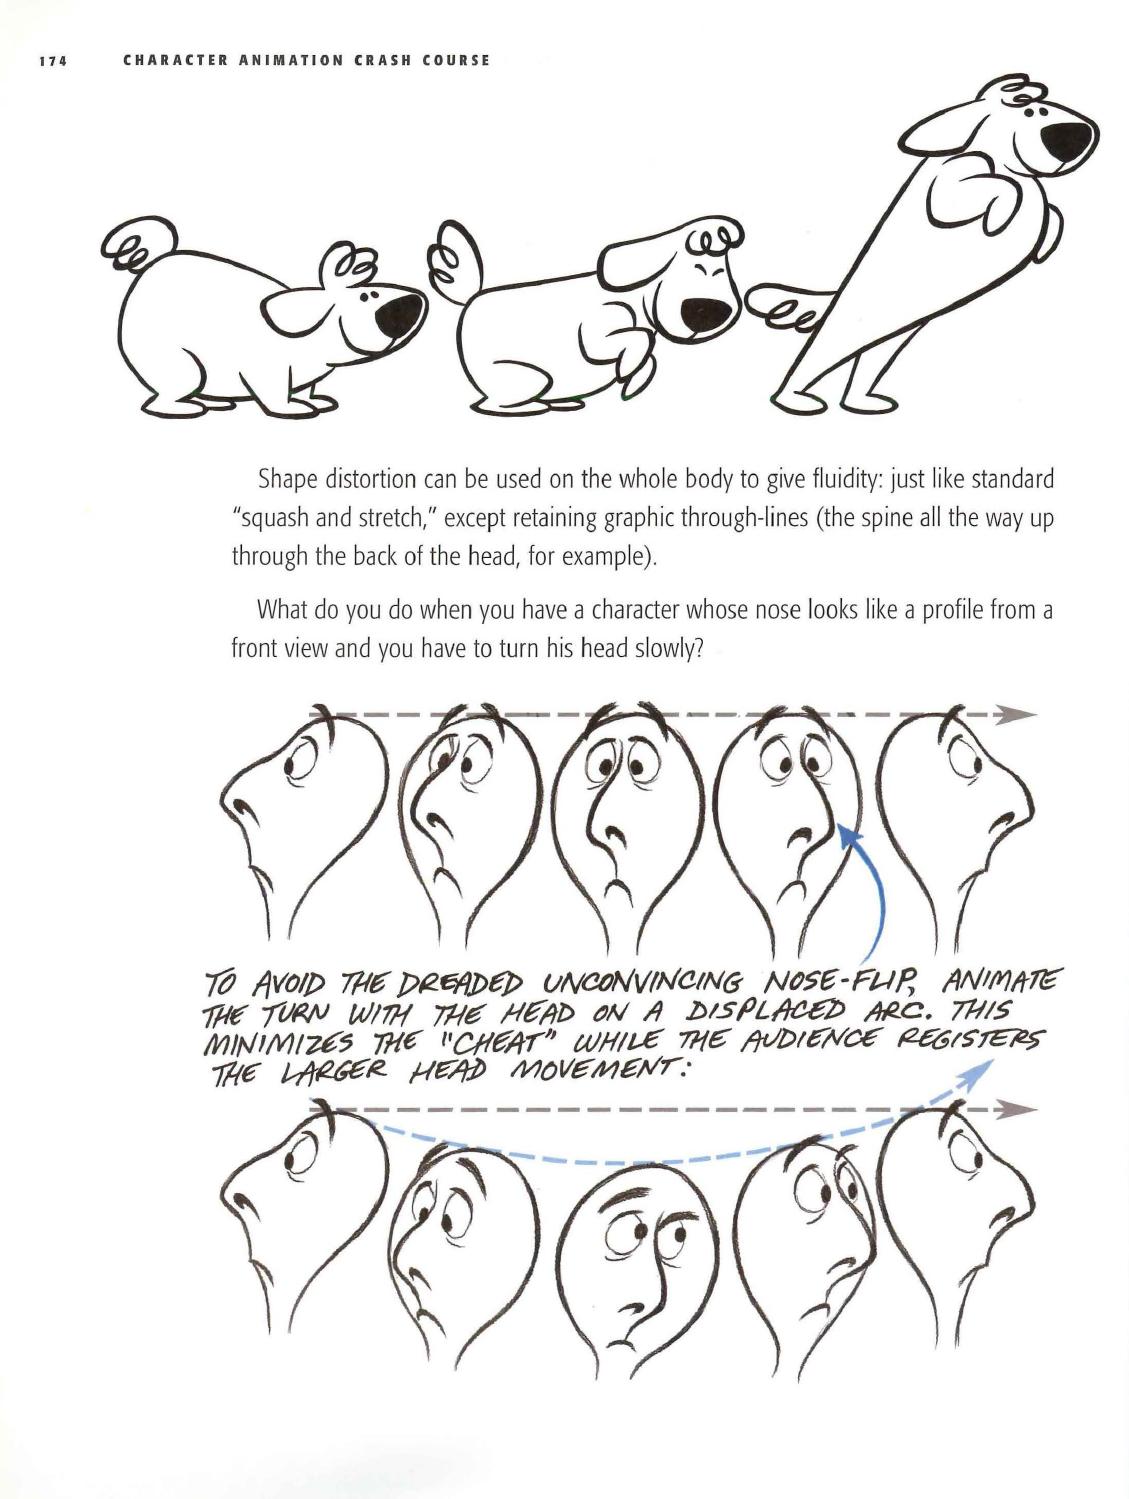 174 CHARACTER ANIMATION CRASH COURSE
Shape distortion can be used on the whole body to give fluidity: just like standard
“squash and stretch,” except retaining graphic through-lines (the spine all the way up
through the back of the head, for example).
What do you do when you have a character whose nose looks like a profile from a
front view and you have to turn his head slowly?
TO AVOID THE DREADED UNCONVINCING NOSE-FLIP, ANIMATE
THE TURN WITH THE HEAD ON A DISPLACED ARC. THIS
MINIMIZES THE "CHEAT" WHILE THE AUDIENCE REGISTERS
THE LARGER HEAD MOVEMENT: